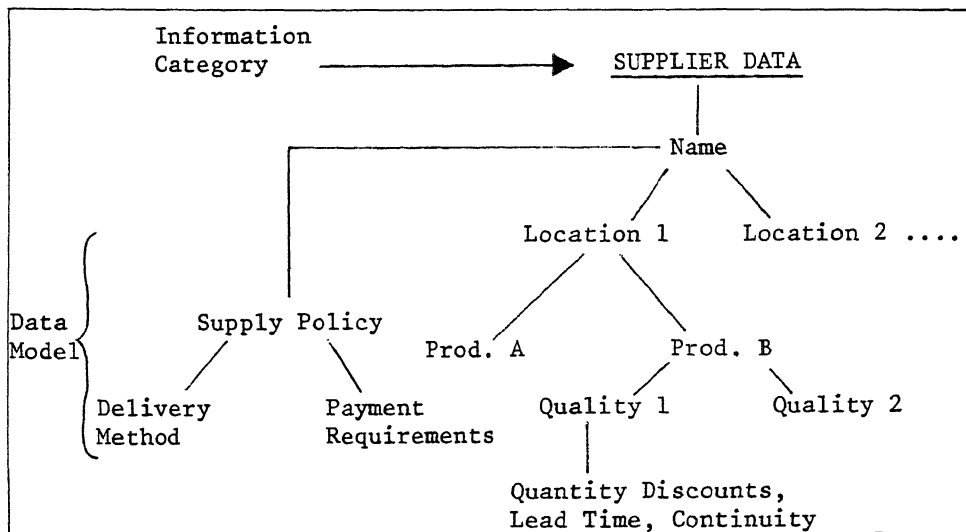 Information
Category
SUPPLIER DATA
Name
Location 1
Location 2 ....
Data
Model
Supply Policy
Prod. A
Prod. B
Delivery
Method
Payment
Requirements
Quality 1
Quality 2
Quantity Discounts,
Lead Time, Continuity